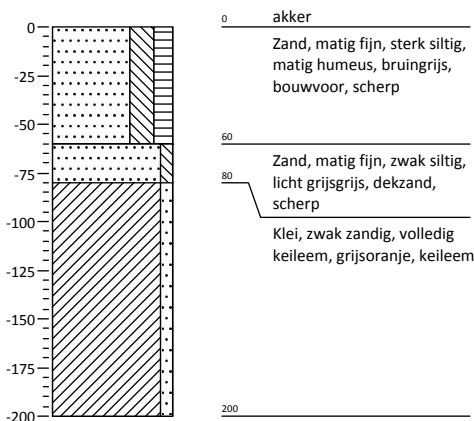 0
-25
-50
-75
-100
-125
-150
-175
-200
0 akker
Zand, matig fijn, sterk siltig,
matig humeus, bruingrijs,
bouwvoor, scherp
60
Zand, matig fijn, zwak siltig,
licht grijsgrijs, dekzand,
scherp
80
Klei, zwak zandig, volledig
keileem, grijsoranje, keileem
200